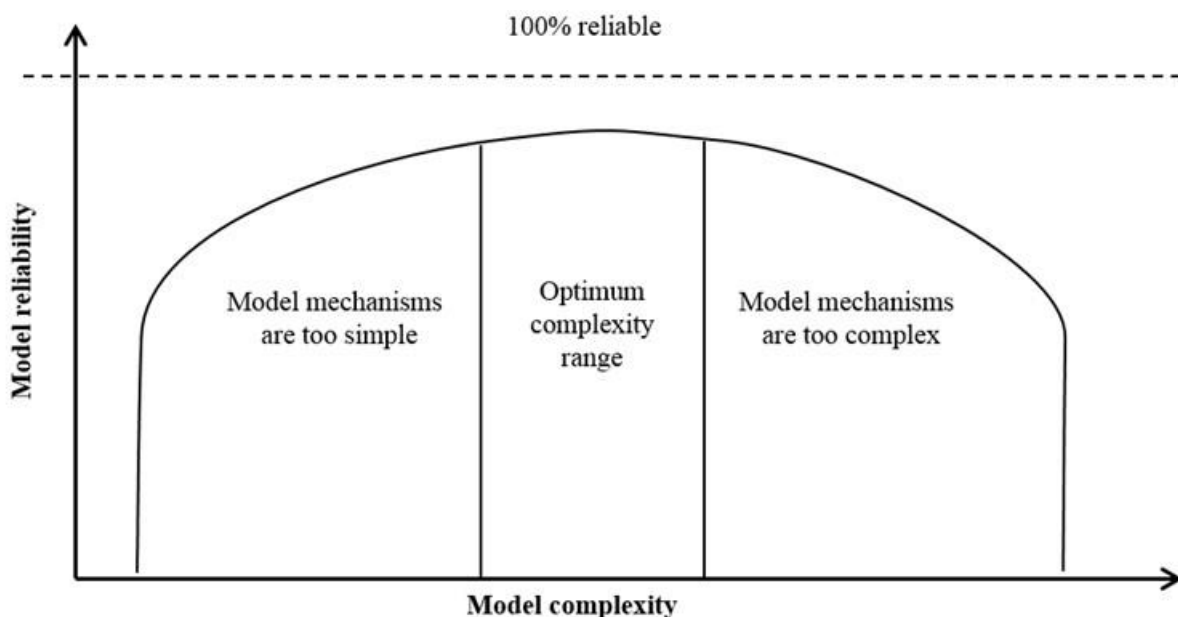 100% reliable
Model reliability
Model mechanisms
are too simple
Optimum
complexity
range
Model mechanisms
are too complex
Model complexity